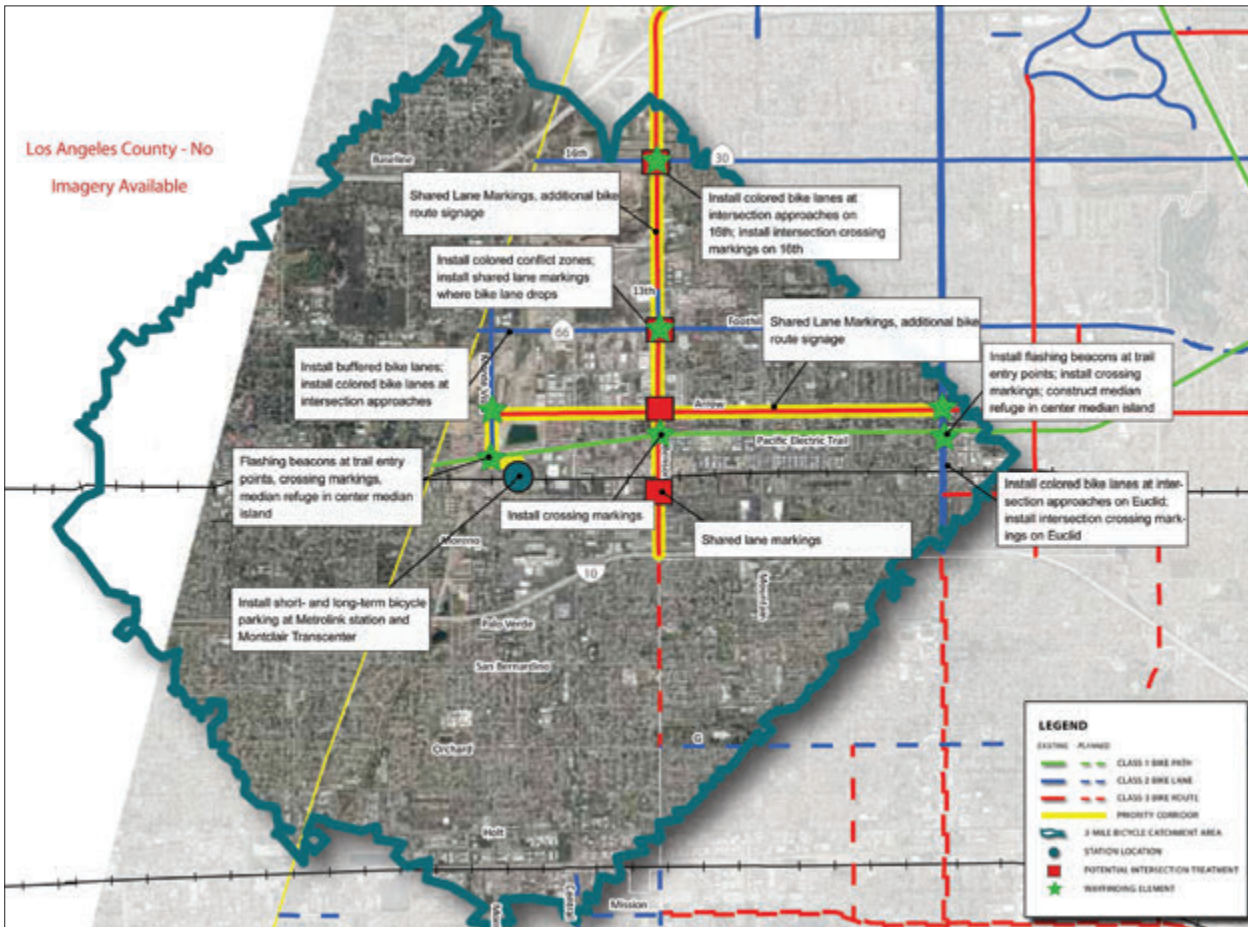 Los Angeles County - No
Imagery Available
Baseline
16th
30
Shared Lane Markings, additional bike
route signage
Install colored bike lanes at
intersection approaches on
16th; install intersection crossing
markings on 16th
Install colored conflict zones;
install shared lane markings
where bike lane drops
13th
66
Shared Lane Markings, additional bike
route signage
Install buffered bike lanes;
install colored bike lanes at
intersection approaches
Install flashing beacons at trail
entry points; install crossing
markings; construct median
refuge in center median island
Arrow
Pacific Electric Trail
Flashing beacons at trail entry
points, crossing markings,
median refuge in center median
island
Install crossing markings
Shared lane markings
Install colored bike lanes at inter-
section approaches on Euclid;
install intersection crossing mark-
ings on Euclid
Moreno
10
Mountain
Install short- and long-term bicycle
parking at Metrolink station and
Montclair Transcenter
Palo Verde
San Bernardino
Orchard
G
Holt
Central
Mission
LEGEND
EXISTING PLANNED
CLASS 1 BIKE PATH
CLASS 2 BIKE LANE
CLASS 3 BIKE ROUTE
PRIORITY CORRIDOR
3-MILE BICYCLE CATCHMENT AREA
STATION LOCATION
POTENTIAL INTERSECTION TREATMENT
WAYFINDING ELEMENT